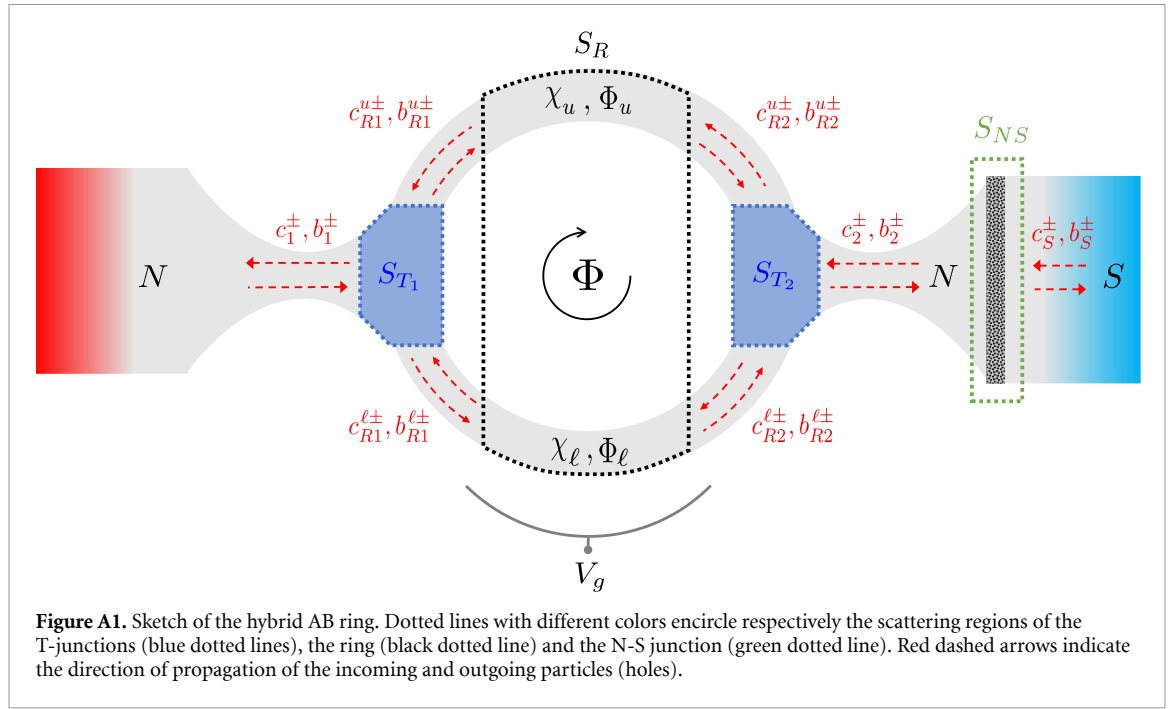 S_R
χ_u , Φ_u
c_{R1}^{u±}, b_{R1}^{u±}
c_{R2}^{u±}, b_{R2}^{u±}
S_{NS}
c_1^±, b_1^±
c_2^±, b_2^±
c_S^±, b_S^±
N
S_{T_1}
Φ
S_{T_2}
N
S
c_{R1}^{ℓ±}, b_{R1}^{ℓ±}
c_{R2}^{ℓ±}, b_{R2}^{ℓ±}
χ_ℓ , Φ_ℓ
V_g
Figure A1. Sketch of the hybrid AB ring. Dotted lines with different colors encircle respectively the scattering regions of the
T-junctions (blue dotted lines), the ring (black dotted line) and the N-S junction (green dotted line). Red dashed arrows indicate
the direction of propagation of the incoming and outgoing particles (holes).